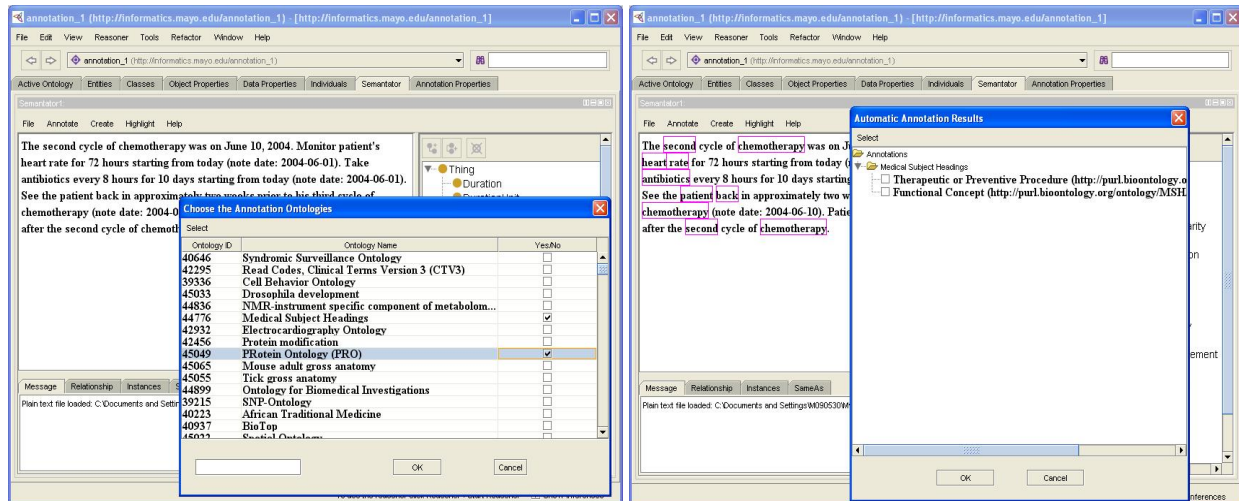 annotation_1 (http://informatics.mayo.edu/annotation_1) - [http://informatics.mayo.edu/annotation_1]
File Edit View Reasoner Tools Refactor Window Help
annotation_1 (http://informatics.mayo.edu/annotation_1)
Active Ontology Entities Classes Object Properties Data Properties Individuals Semantator Annotation Properties
Semantator1
File Annotate Create Highlight Help
The second cycle of chemotherapy was on June 10, 2004. Monitor patient's
heart rate for 72 hours starting from today (note date: 2004-06-01). Take
antibiotics every 8 hours for 10 days starting from today (note date: 2004-06-01).
See the patient back in approximately two weeks prior to his third cycle of
chemotherapy (note date: 2004-0
after the second cycle of chemoth
Thing
Duration
DurationUnit
Choose the Annotation Ontologies
Select
Ontology ID Ontology Name Yes/No
40646 Syndromic Surveillance Ontology
42295 Read Codes, Clinical Terms Version 3 (CTV3)
39336 Cell Behavior Ontology
45033 Drosophila development
44836 NMR-instrument specific component of metabolom...
44776 Medical Subject Headings
42932 Electrocardiography Ontology
42456 Protein modification
45049 PRotein Ontology (PRO)
45065 Mouse adult gross anatomy
45055 Tick gross anatomy
44899 Ontology for Biomedical Investigations
39215 SNP-Ontology
40223 African Traditional Medicine
40937 BioTop
45022 Spatial Ontology
OK Cancel
Message Relationship Instances S
Plain text file loaded: C:\Documents and Settin
annotation_1 (http://informatics.mayo.edu/annotation_1) - [http://informatics.mayo.edu/annotation_1]
File Edit View Reasoner Tools Refactor Window Help
annotation_1 (http://informatics.mayo.edu/annotation_1)
Active Ontology Entities Classes Object Properties Data Properties Individuals Semantator Annotation Properties
Semantator1
File Annotate Create Highlight Help
The second cycle of chemotherapy was on Ju
heart rate for 72 hours starting from today (
antibiotics every 8 hours for 10 days starting
See the patient back in approximately two w
chemotherapy (note date: 2004-06-10). Patie
after the second cycle of chemotherapy.
Automatic Annotation Results
Select
Annotations
Medical Subject Headings
Therapeutic or Preventive Procedure (http://purl.bioontology.o
Functional Concept (http://purl.bioontology.org/ontology/MSH
OK Cancel
arity
on
ement
Message Relationship Instances SameAs
Plain text file loaded: C:\Documents and Settings\M090530\M
nferences